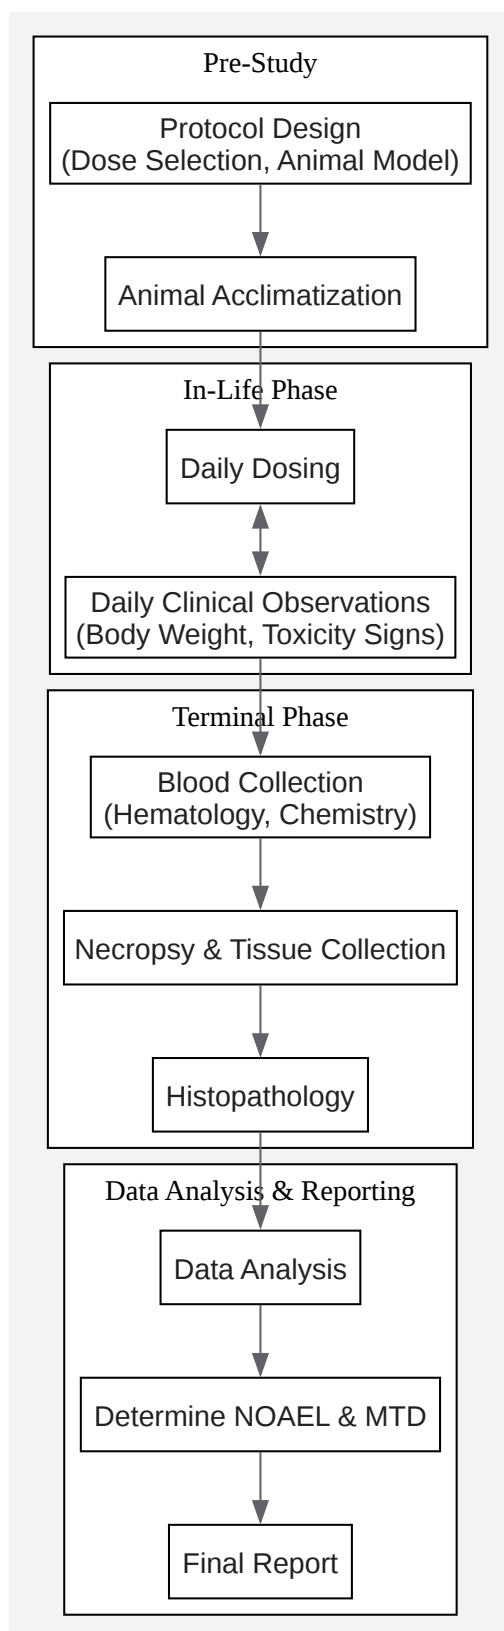 Pre-Study
Protocol Design
(Dose Selection, Animal Model)
Animal Acclimatization
In-Life Phase
Daily Dosing
Daily Clinical Observations
(Body Weight, Toxicity Signs)
Terminal Phase
Blood Collection
(Hematology, Chemistry)
Necropsy & Tissue Collection
Histopathology
Data Analysis & Reporting
Data Analysis
Determine NOAEL & MTD
Final Report